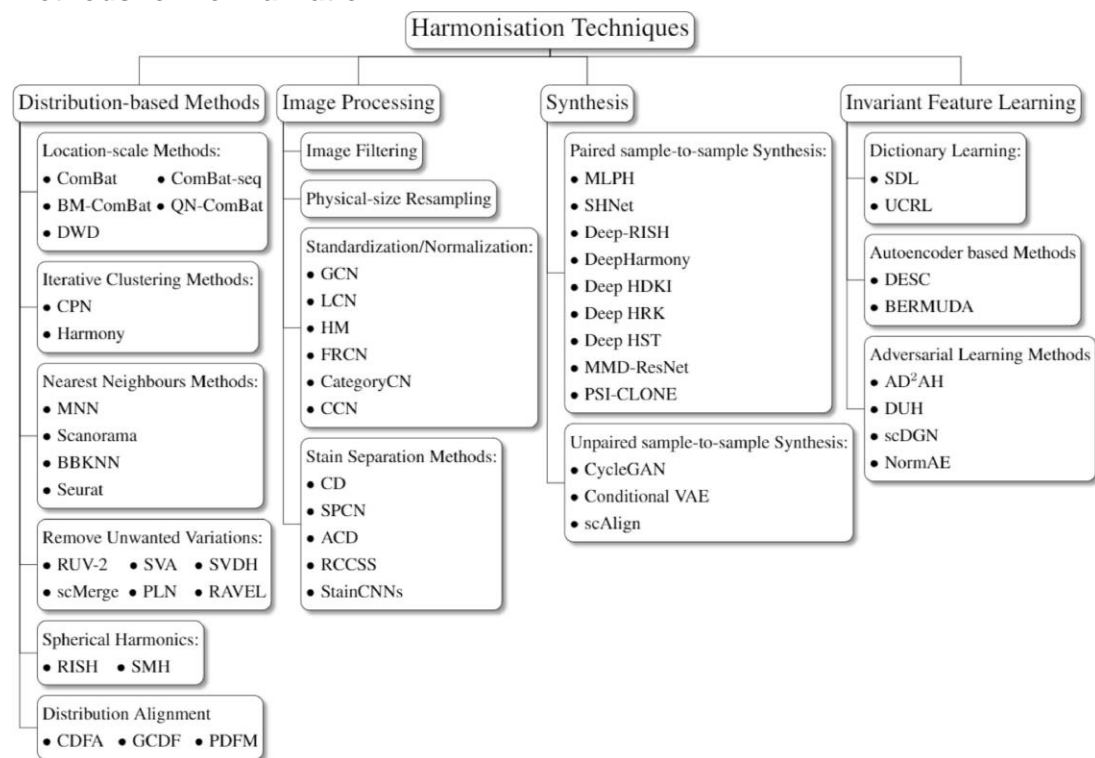 Harmonisation Techniques
Distribution-based Methods
Location-scale Methods:
• ComBat • ComBat-seq
• BM-ComBat • QN-ComBat
• DWD
Iterative Clustering Methods:
• CPN
• Harmony
Nearest Neighbours Methods:
• MNN
• Scanorama
• BBKNN
• Seurat
Remove Unwanted Variations:
• RUV-2 • SVA • SVDH
• scMerge • PLN • RAVEL
Spherical Harmonics:
• RISH • SMH
Distribution Alignment
• CDFA • GCDF • PDFM
Image Processing
Image Filtering
Physical-size Resampling
Standardization/Normalization:
• GCN
• LCN
• HM
• FRCN
• CategoryCN
• CCN
Stain Separation Methods:
• CD
• SPCN
• ACD
• RCCSS
• StainCNNs
Synthesis
Paired sample-to-sample Synthesis:
• MLPH
• SHNet
• Deep-RISH
• DeepHarmony
• Deep HDKI
• Deep HRK
• Deep HST
• MMD-ResNet
• PSI-CLONE
Unpaired sample-to-sample Synthesis:
• CycleGAN
• Conditional VAE
• scAlign
Invariant Feature Learning
Dictionary Learning:
• SDL
• UCRL
Autoencoder based Methods
• DESC
• BERMUDA
Adversarial Learning Methods
• AD²AH
• DUH
• scDGN
• NormAE